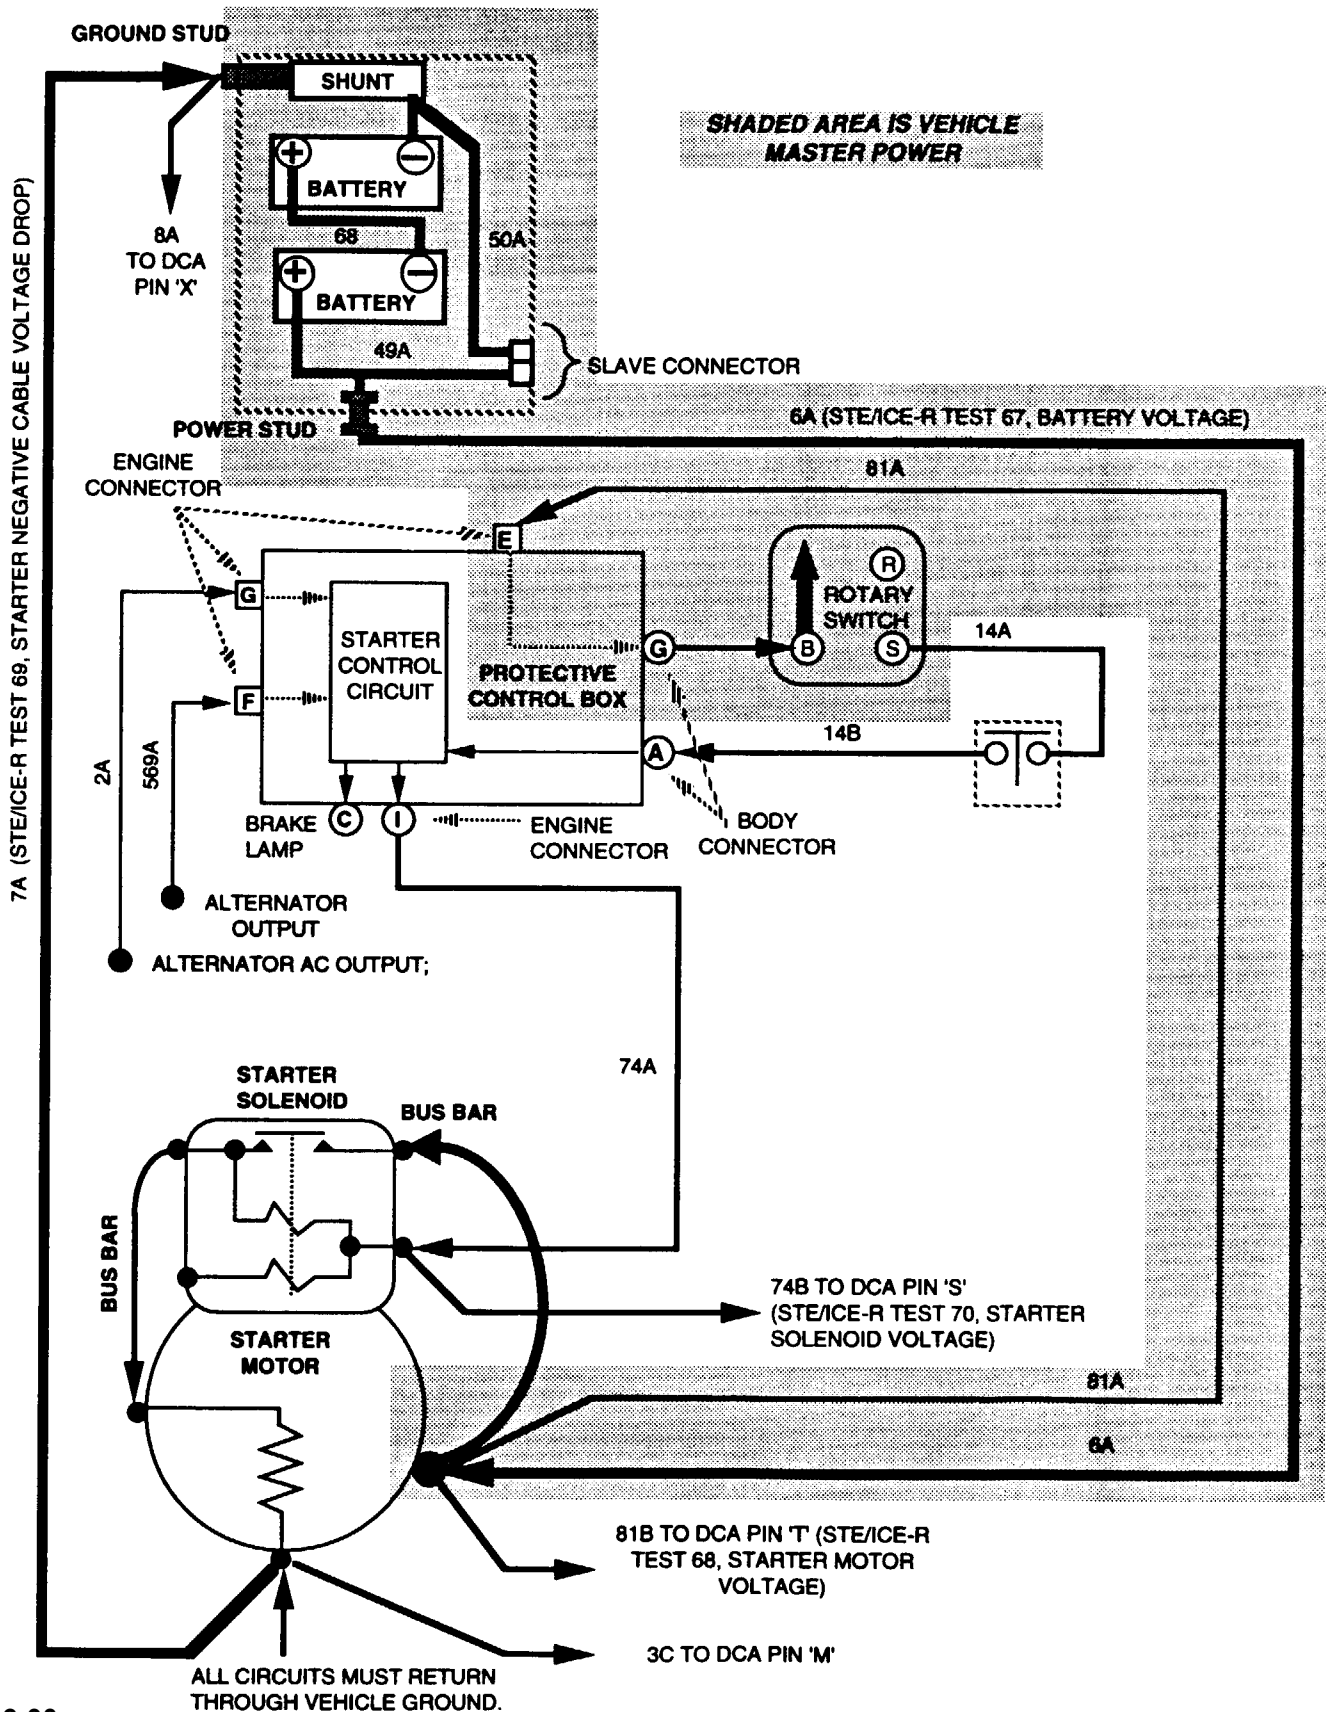 GROUND STUD
SHUNT
SHADED AREA IS VEHICLE
MASTER POWER
+
−
BATTERY
68
50A
8A
TO DCA
PIN 'X'
+
−
BATTERY
49A
SLAVE CONNECTOR
POWER STUD
6A (STE/ICE-R TEST 67, BATTERY VOLTAGE)
7A (STE/ICE-R TEST 69, STARTER NEGATIVE CABLE VOLTAGE DROP)
ENGINE
CONNECTOR
81A
E
R
ROTARY
SWITCH
G
STARTER
CONTROL
CIRCUIT
G
B
S
14A
PROTECTIVE
CONTROL BOX
F
14B
A
2A
569A
BRAKE
LAMP
C
I
ENGINE
CONNECTOR
BODY
CONNECTOR
ALTERNATOR
OUTPUT
ALTERNATOR AC OUTPUT;
74A
STARTER
SOLENOID
BUS BAR
BUS BAR
74B TO DCA PIN 'S'
(STE/ICE-R TEST 70, STARTER
SOLENOID VOLTAGE)
STARTER
MOTOR
81A
6A
81B TO DCA PIN 'T' (STE/ICE-R
TEST 68, STARTER MOTOR
VOLTAGE)
3C TO DCA PIN 'M'
ALL CIRCUITS MUST RETURN
THROUGH VEHICLE GROUND.